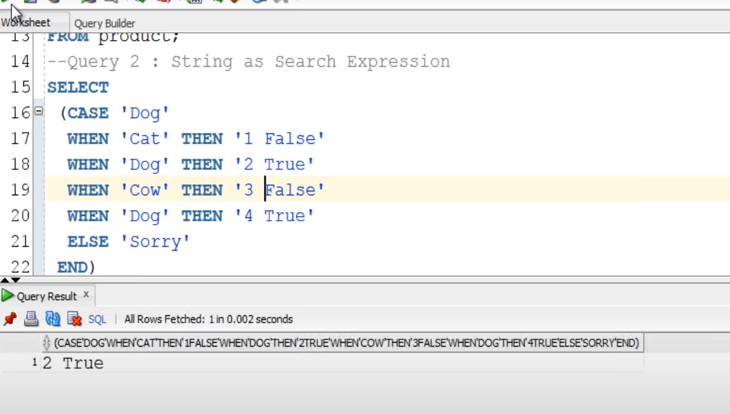 Worksheet Query Builder
13 FROM product;
14 --Query 2 : String as Search Expression
15 SELECT
16 (CASE 'Dog'
17 WHEN 'Cat' THEN '1 False'
18 WHEN 'Dog' THEN '2 True'
19 WHEN 'Cow' THEN '3 False'
20 WHEN 'Dog' THEN '4 True'
21 ELSE 'Sorry'
22 END)
Query Result x
SQL | All Rows Fetched: 1 in 0.002 seconds
(CASE'DOG'WHEN'CAT'THEN'1FALSE'WHEN'DOG'THEN'2TRUE'WHEN'COW'THEN'3FALSE'WHEN'DOG'THEN'4TRUE'ELSE'SORRY'END)
1 2 True